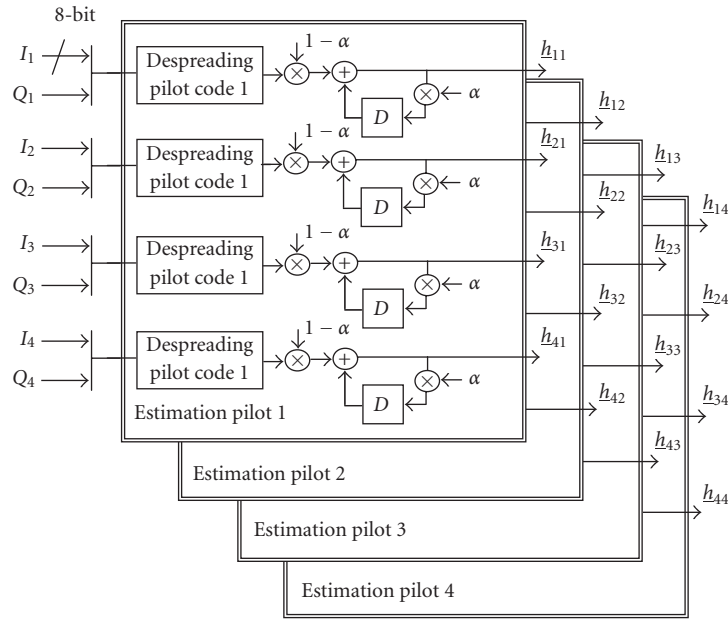 8-bit
I1
Q1
Despreading
pilot code 1
1 − α
×
+
D
×
α
h11
h12
I2
Q2
Despreading
pilot code 1
1 − α
×
+
D
×
α
h21
h13
h22
h14
I3
Q3
Despreading
pilot code 1
1 − α
×
+
D
×
α
h31
h23
h32
h24
I4
Q4
Despreading
pilot code 1
1 − α
×
+
D
×
α
h41
h33
h42
h34
h43
h44
Estimation pilot 1
Estimation pilot 2
Estimation pilot 3
Estimation pilot 4